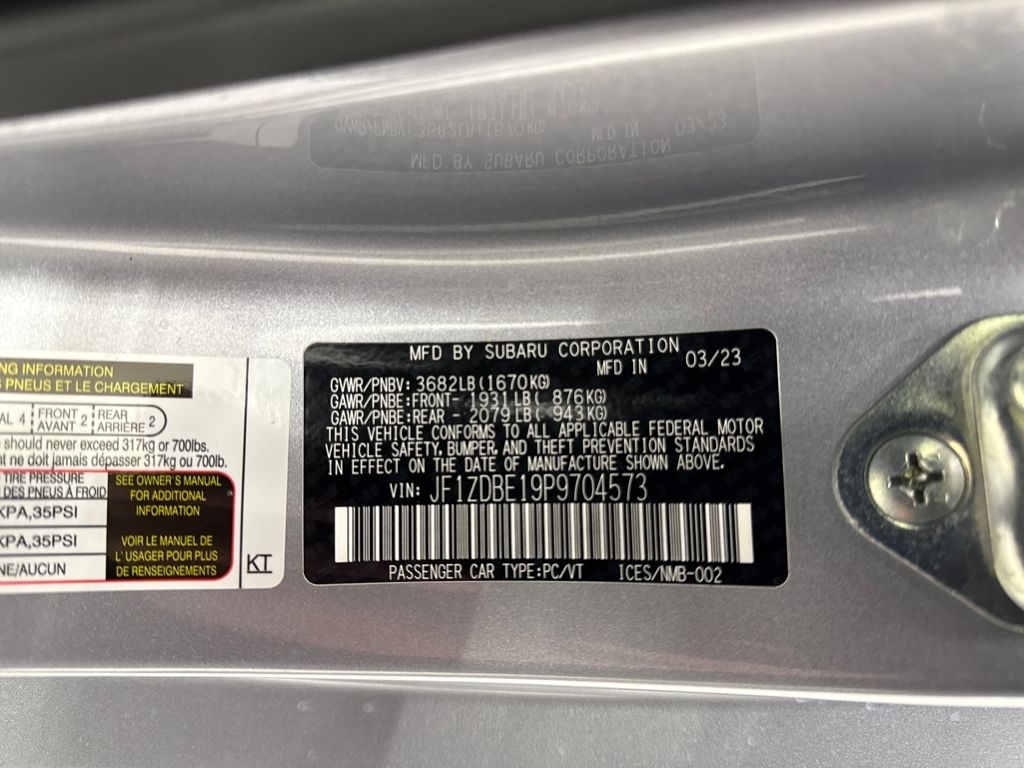 MFD BY SUBARU CORPORATION
MFD IN 03/23
GVWR/PNBV: 3682LB(1670KG)
GAWR/PNBE:FRONT- 1931LB( 876KG)
GAWR/PNBE:REAR - 2079LB( 943KG)
THIS VEHICLE CONFORMS TO ALL APPLICABLE FEDERAL MOTOR
VEHICLE SAFETY, BUMPER, AND THEFT PREVENTION STANDARDS
IN EFFECT ON THE DATE OF MANUFACTURE SHOWN ABOVE.
VIN: JF1ZDBE19P9704573
PASSENGER CAR TYPE:PC/VT ICES/NMB-002
ING INFORMATION
PNEUS ET LE CHARGEMENT
AL 4 FRONT AVANT 2 REAR ARRIÈRE 2
should never exceed 317kg or 700lbs.
nt ne doit jamais dépasser 317kg ou 700lb.
TIRE PRESSURE
DES PNEUS À FROID
KPA,35PSI
KPA,35PSI
NE/AUCUN
SEE OWNER'S MANUAL
FOR ADDITIONAL
INFORMATION
VOIR LE MANUEL DE
L' USAGER POUR PLUS
DE RENSEIGNEMENTS
KT